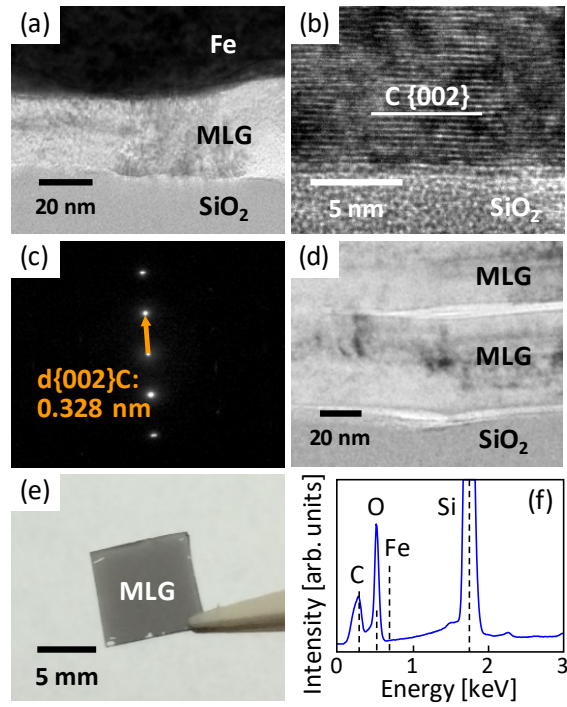 (a)
Fe
MLG
20 nm
SiO₂
(b)
C {002}
5 nm
SiO₂
(c)
d{002}C:
0.328 nm
(d)
MLG
MLG
20 nm
SiO₂
(e)
MLG
5 mm
(f)
Intensity [arb. units]
C
O
Fe
Si
0 1 2 3
Energy [keV]